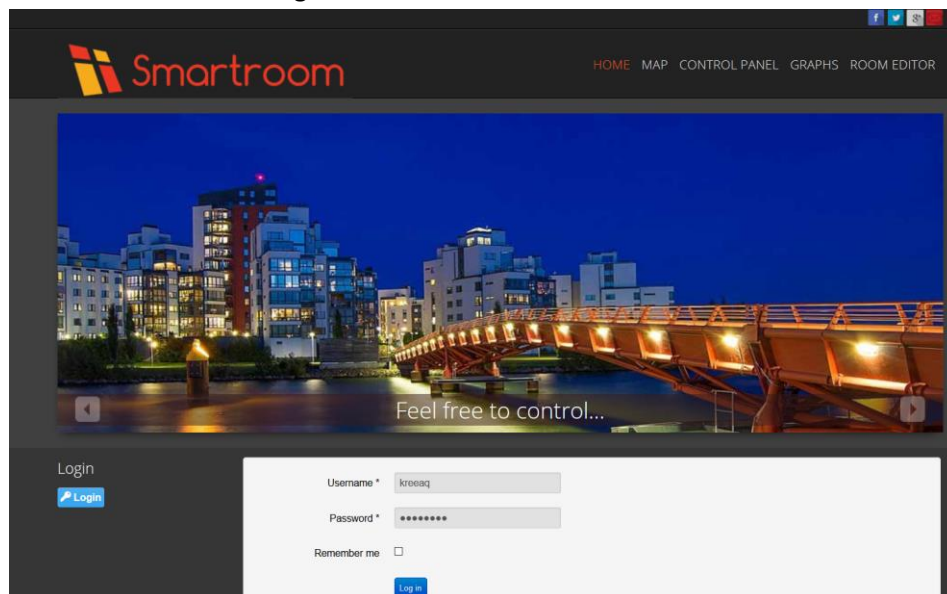 Smartroom
HOME MAP CONTROL PANEL GRAPHS ROOM EDITOR
Feel free to control...
Login
Login
Username *
kreeaq
Password *
••••••••
Remember me
Log in